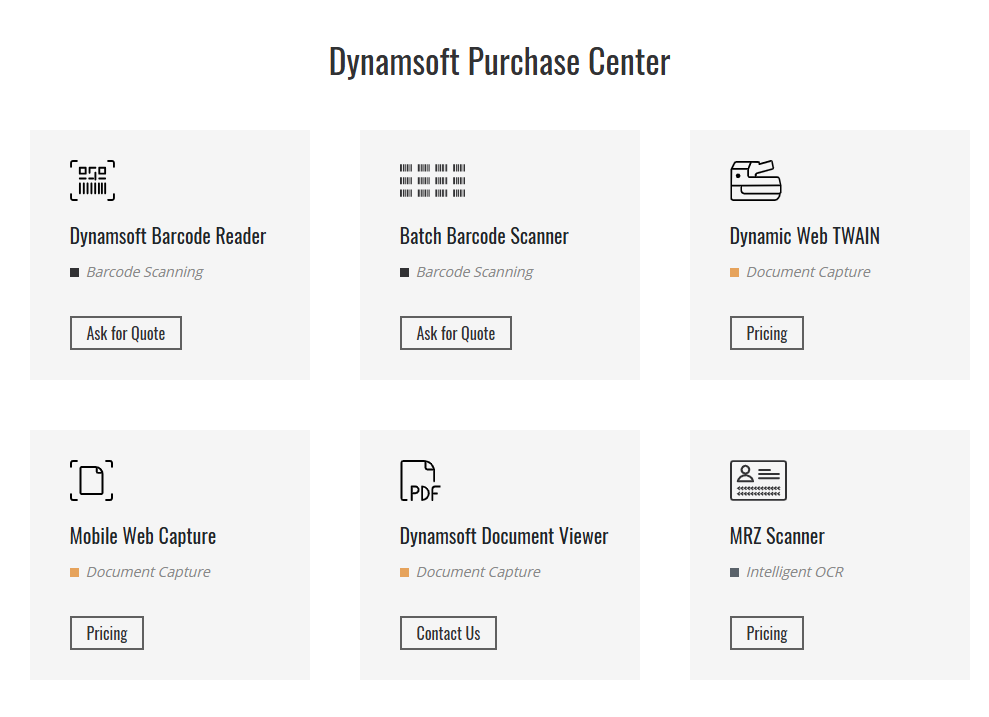 Dynamsoft Purchase Center
Dynamsoft Barcode Reader
Barcode Scanning
Ask for Quote
Batch Barcode Scanner
Barcode Scanning
Ask for Quote
Dynamic Web TWAIN
Document Capture
Pricing
Mobile Web Capture
Document Capture
Pricing
PDF
Dynamsoft Document Viewer
Document Capture
Contact Us
MRZ Scanner
Intelligent OCR
Pricing